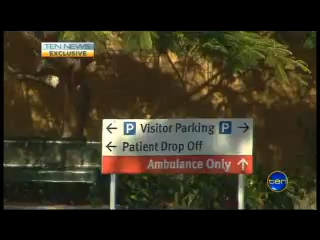 TEN NEWS
EXCLUSIVE
← P Visitor Parking P →
← Patient Drop Off
Ambulance Only ↑
ten